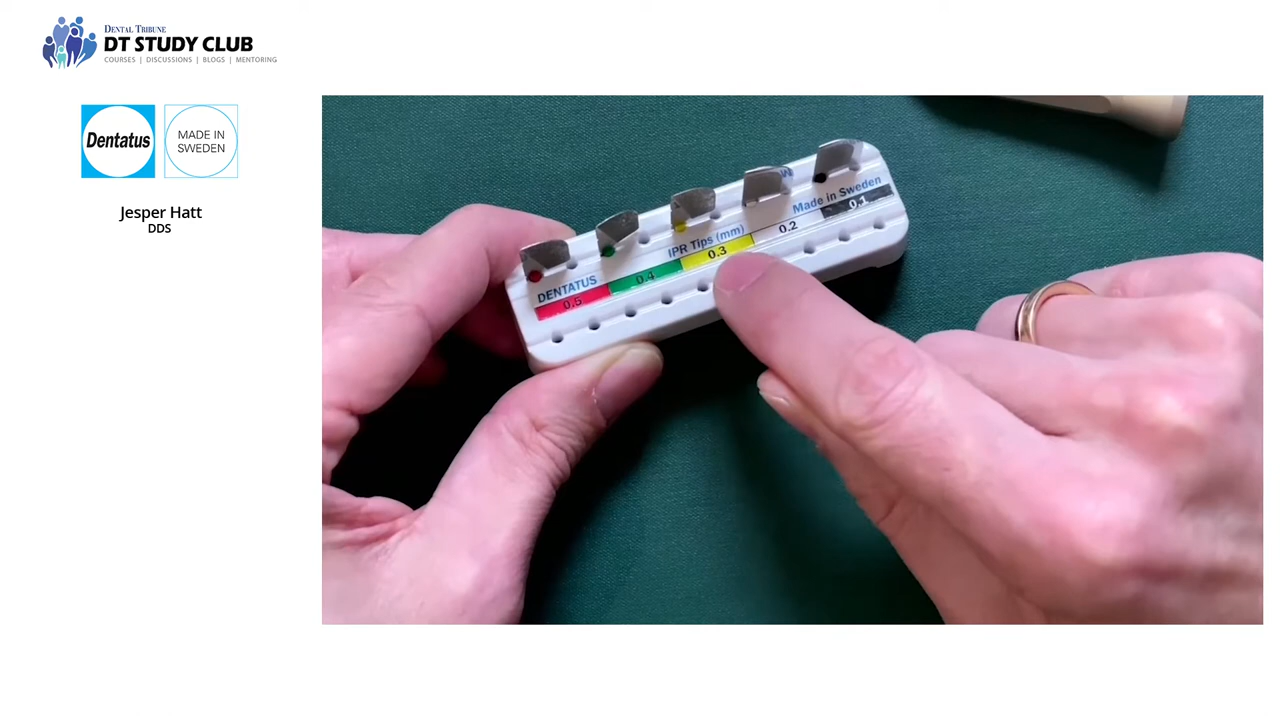 DENTAL TRIBUNE
DT STUDY CLUB
COURSES | DISCUSSIONS | BLOGS | MENTORING
Dentatus
MADE IN
SWEDEN
Jesper Hatt
DDS
W
Made in Sweden
IPR Tips (mm)
DENTATUS
0.5 0.4 0.3 0.2 0.1